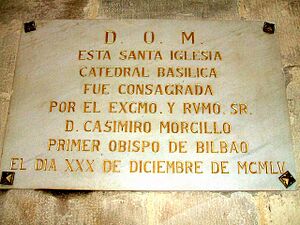 D. O. M.
ESTA SANTA IGLESIA
CATEDRAL BASILICA
FUE CONSAGRADA
POR EL EXCMO. Y RVMO. SR.
D. CASIMIRO MORCILLO
PRIMER OBISPO DE BILBAO
EL DIA XXX DE DICIEMBRE DE MCMLV